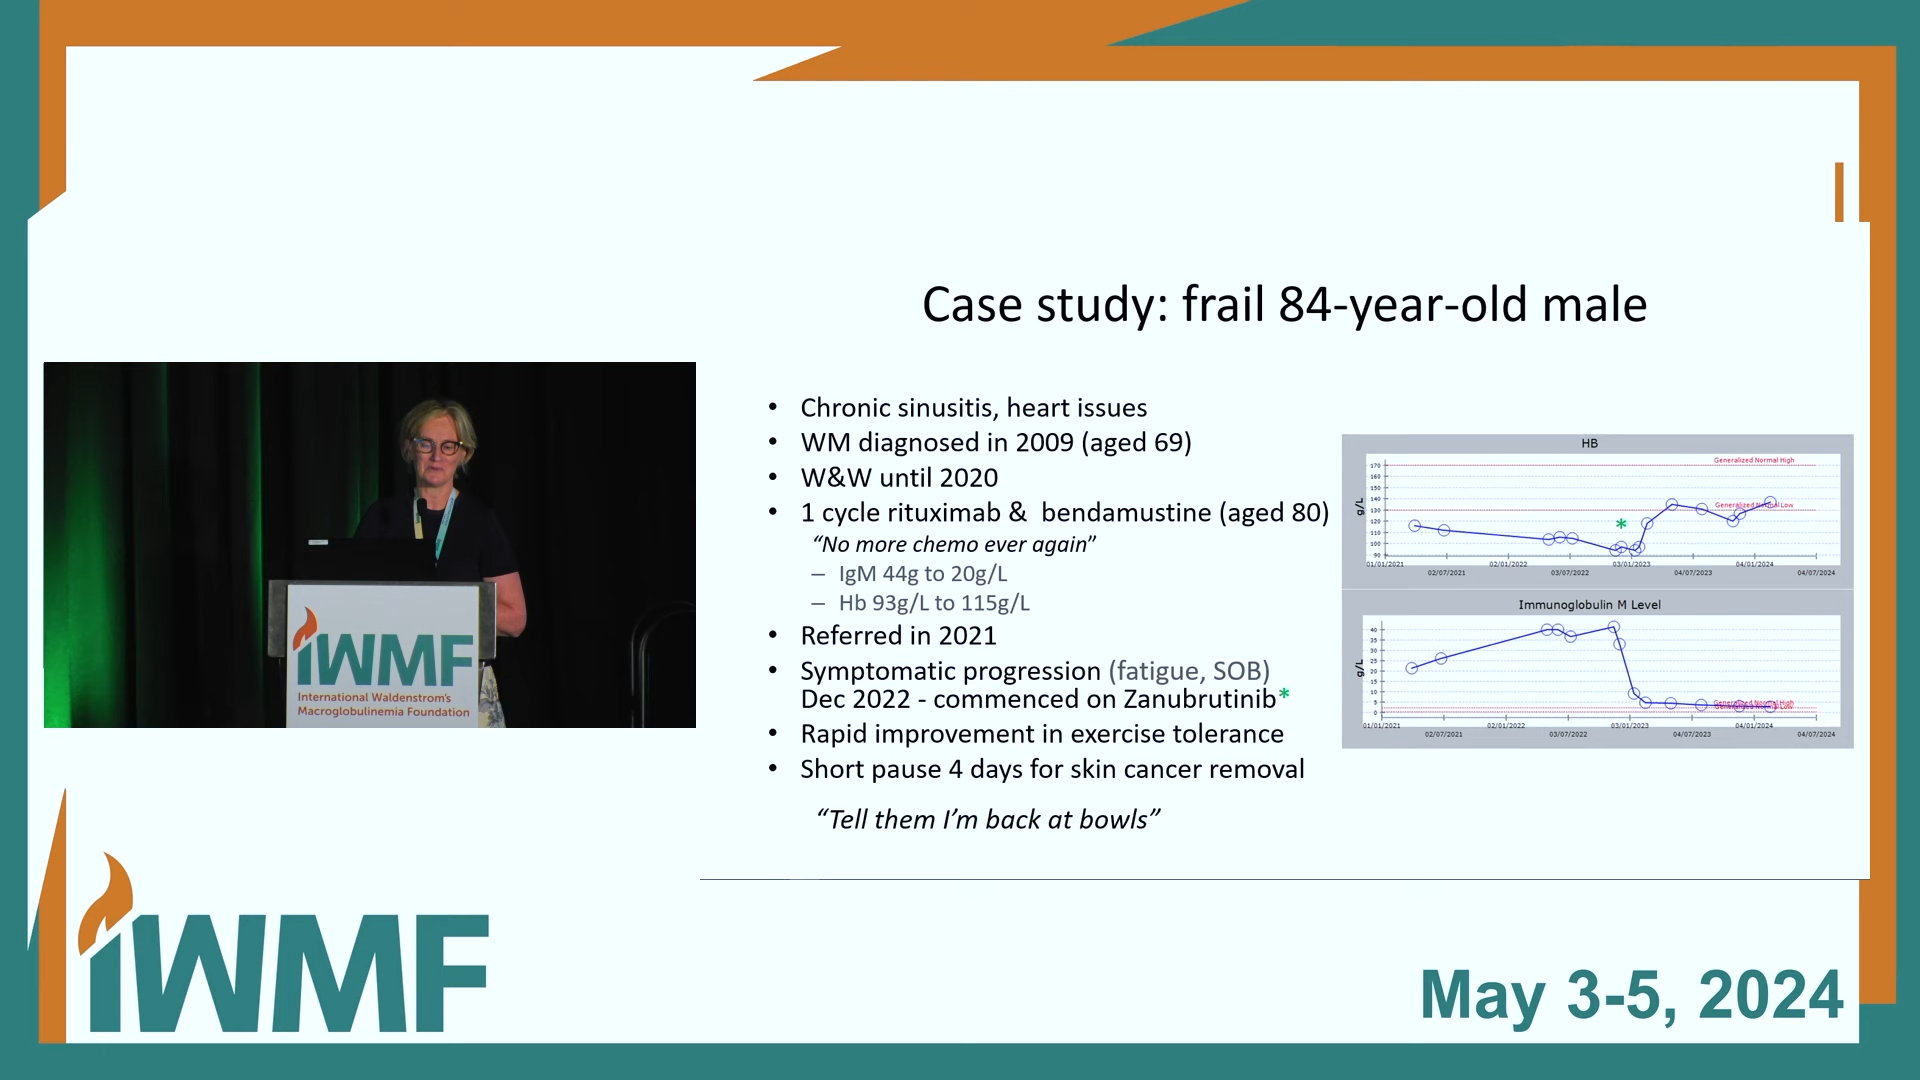 Case study: frail 84-year-old male
• Chronic sinusitis, heart issues
• WM diagnosed in 2009 (aged 69)
• W&W until 2020
• 1 cycle rituximab & bendamustine (aged 80)
“No more chemo ever again”
– IgM 44g to 20g/L
– Hb 93g/L to 115g/L
• Referred in 2021
• Symptomatic progression (fatigue, SOB)
Dec 2022 - commenced on Zanubrutinib*
• Rapid improvement in exercise tolerance
• Short pause 4 days for skin cancer removal
“Tell them I’m back at bowls”
HB
Generalized Normal High
Generalized Normal Low
g/L
170
160
150
140
130
120
110
100
90
*
01/01/2021 02/07/2021 02/01/2022 03/07/2022 03/01/2023 04/07/2023 04/01/2024 04/07/2024
Immunoglobulin M Level
g/L
40
35
30
25
20
15
10
5
0
Generalized Normal High
Generalized Normal Low
01/01/2021 02/07/2021 02/01/2022 03/07/2022 03/01/2023 04/07/2023 04/01/2024 04/07/2024
iWMF
International Waldenstrom's
Macroglobulinemia Foundation
iWMF
May 3-5, 2024